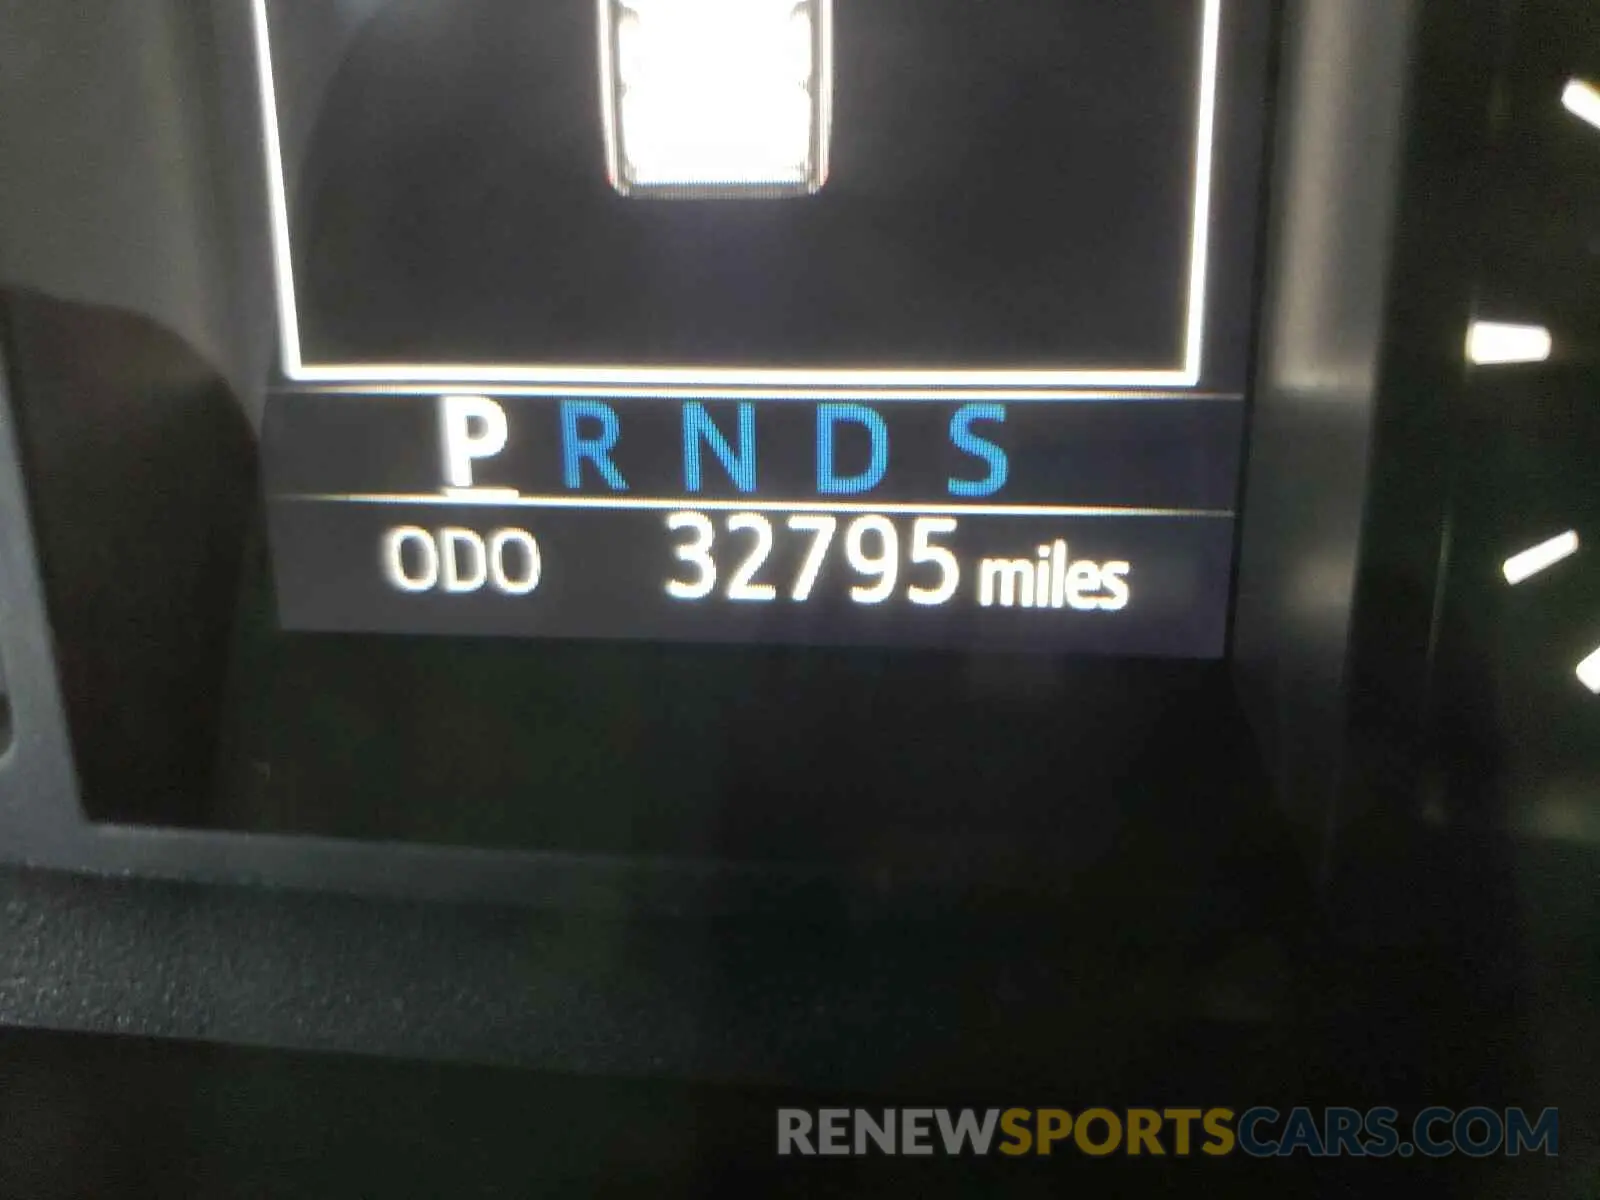 P R N D S
ODO 32795 miles
RENEWSPORTSCARS.COM